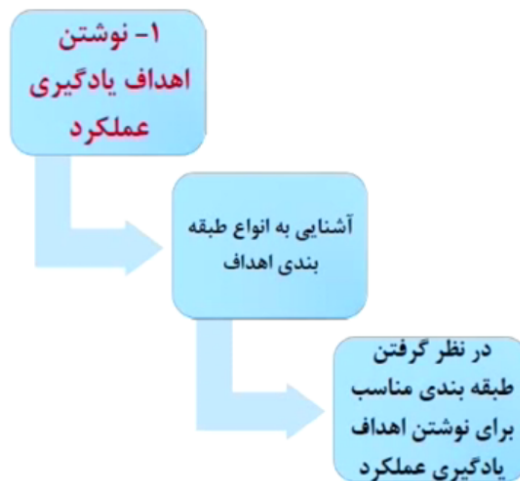 ۱- نوشتن
اهداف یادگیری
عملکرد
آشنایی به انواع طبقه
بندی اهداف
در نظر گرفتن
طبقه بندی مناسب
برای نوشتن اهداف
یادگیری عملکرد